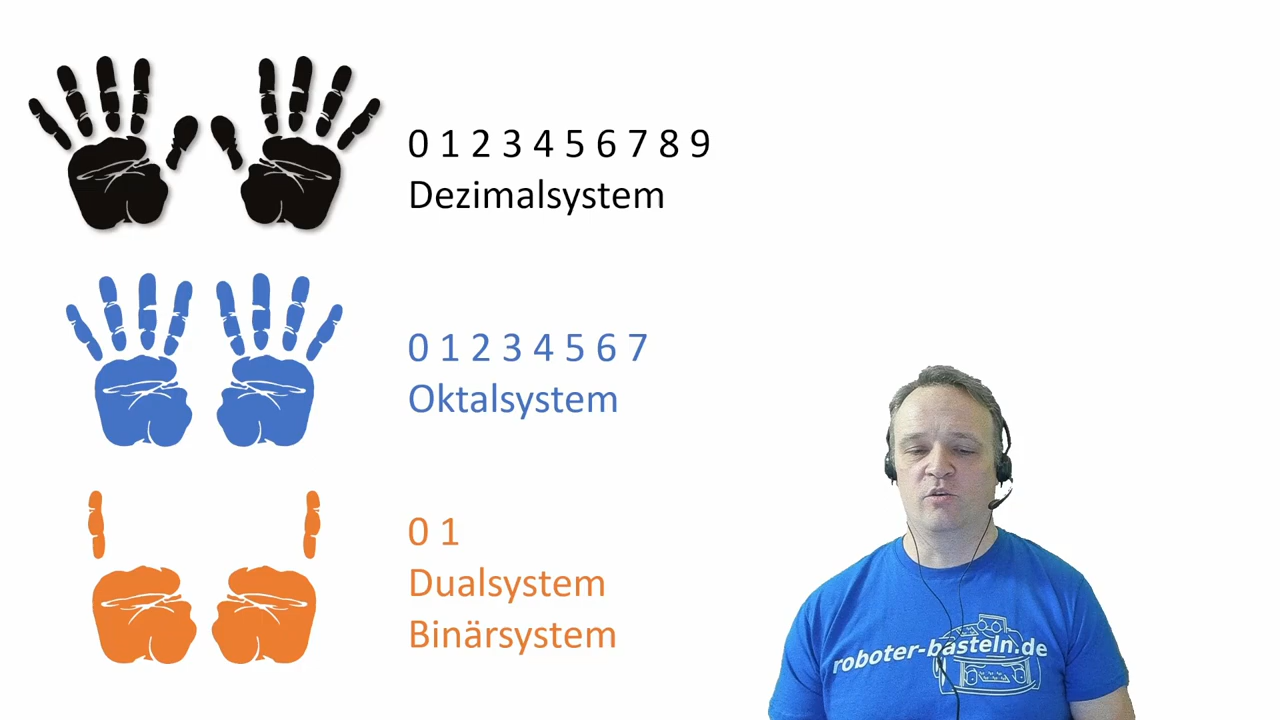 0 1 2 3 4 5 6 7 8 9
Dezimalsystem
0 1 2 3 4 5 6 7
Oktalsystem
0 1
Dualsystem
Binärsystem
roboter-basteln.de